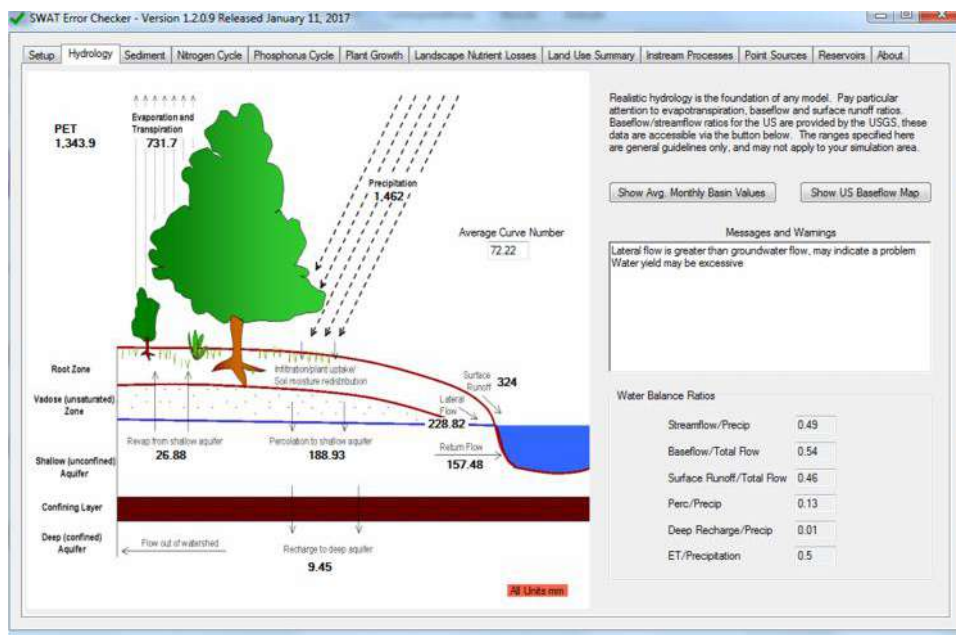 SWAT Error Checker - Version 1.2.0.9 Released January 11, 2017
Setup Hydrology Sediment Nitrogen Cycle Phosphorus Cycle Plant Growth Landscape Nutrient Losses Land Use Summary Instream Processes Point Sources Reservoirs About
PET
1,343.9
Evaporation and
Transpiration
731.7
Precipitation
1,462
Average Curve Number
72.22
Root Zone
Infiltration/plant uptake/
Soil moisture redistribution
Surface
Runoff
324
Vadose (unsaturated)
Zone
Lateral
Flow
228.82
Revap from shallow aquifer
26.88
Percolation to shallow aquifer
188.93
Return Flow
157.48
Shallow (unconfined)
Aquifer
Confining Layer
Deep (confined)
Aquifer
Flow out of watershed
Recharge to deep aquifer
9.45
All Units mm
Realistic hydrology is the foundation of any model. Pay particular
attention to evapotranspiration, baseflow and surface runoff ratios.
Baseflow/streamflow ratios for the US are provided by the USGS, these
data are accessible via the button below. The ranges specified here
are general guidelines only, and may not apply to your simulation area.
Show Avg. Monthly Basin Values
Show US Baseflow Map
Messages and Warnings
Lateral flow is greater than groundwater flow, may indicate a problem
Water yield may be excessive
Water Balance Ratios
Streamflow/Precip 0.49
Baseflow/Total Flow 0.54
Surface Runoff/Total Flow 0.46
Perc/Precip 0.13
Deep Recharge/Precip 0.01
ET/Precipitation 0.5